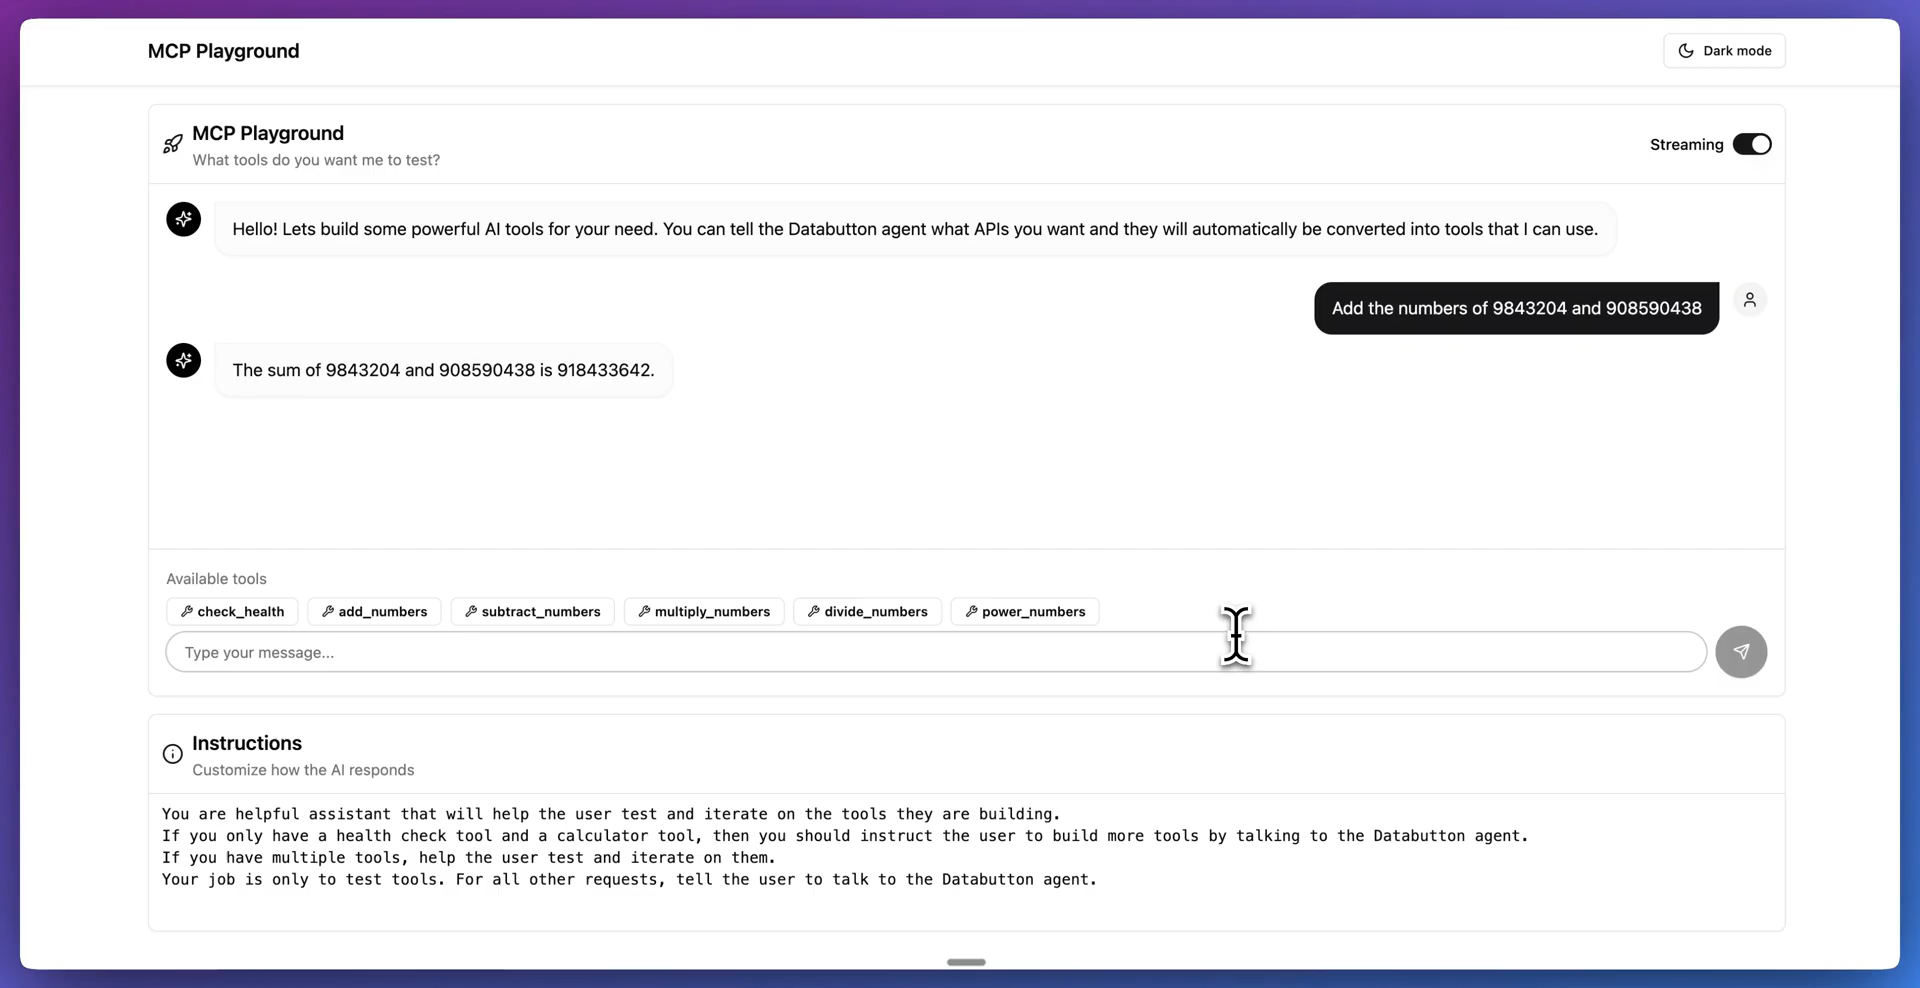 MCP Playground
Dark mode
MCP Playground
What tools do you want me to test?
Streaming
Hello! Lets build some powerful AI tools for your need. You can tell the Databutton agent what APIs you want and they will automatically be converted into tools that I can use.
Add the numbers of 9843204 and 908590438
The sum of 9843204 and 908590438 is 918433642.
Available tools
check_health add_numbers subtract_numbers multiply_numbers divide_numbers power_numbers
Type your message...
Instructions
Customize how the AI responds
You are helpful assistant that will help the user test and iterate on the tools they are building.
If you only have a health check tool and a calculator tool, then you should instruct the user to build more tools by talking to the Databutton agent.
If you have multiple tools, help the user test and iterate on them.
Your job is only to test tools. For all other requests, tell the user to talk to the Databutton agent.